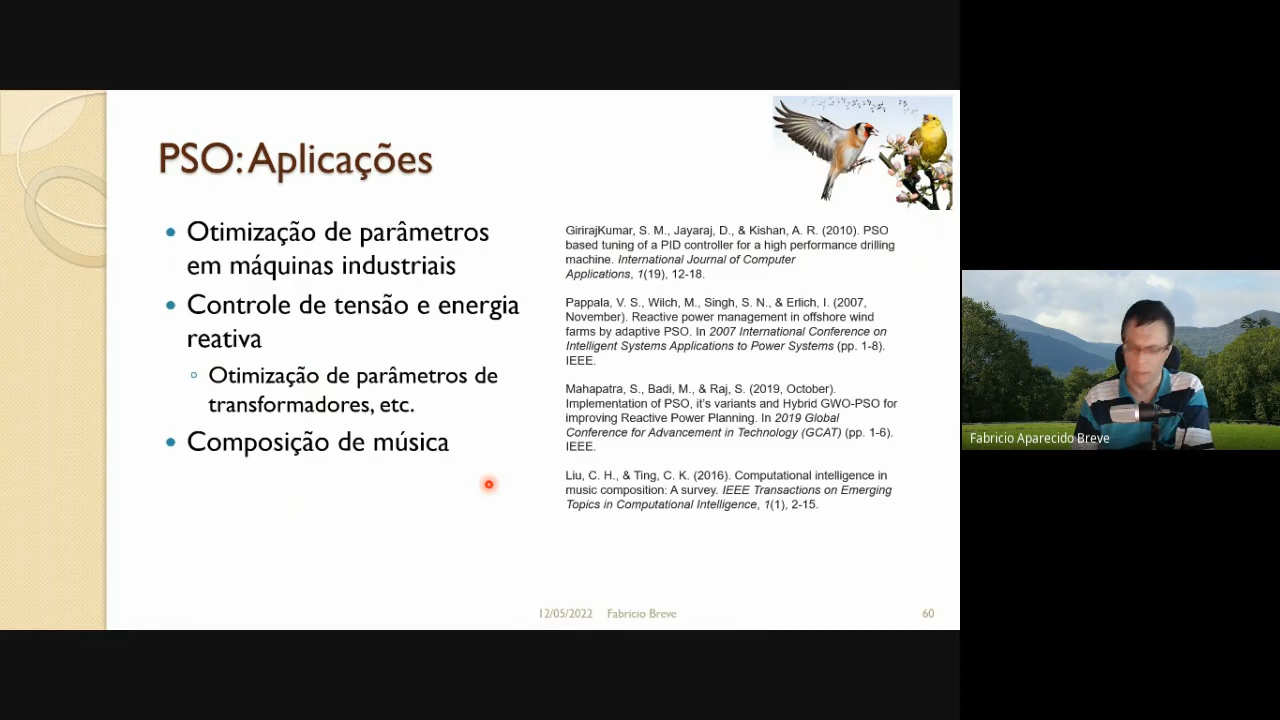 PSO: Aplicações
Otimização de parâmetros
em máquinas industriais
Controle de tensão e energia
reativa
Otimização de parâmetros de
transformadores, etc.
Composição de música
GirirajKumar, S. M., Jayaraj, D., & Kishan, A. R. (2010). PSO
based tuning of a PID controller for a high performance drilling
machine. International Journal of Computer
Applications, 1(19), 12-18.
Pappala, V. S., Wilch, M., Singh, S. N., & Erlich, I. (2007,
November). Reactive power management in offshore wind
farms by adaptive PSO. In 2007 International Conference on
Intelligent Systems Applications to Power Systems (pp. 1-8).
IEEE.
Mahapatra, S., Badi, M., & Raj, S. (2019, October).
Implementation of PSO, it's variants and Hybrid GWO-PSO for
improving Reactive Power Planning. In 2019 Global
Conference for Advancement in Technology (GCAT) (pp. 1-6).
IEEE.
Liu, C. H., & Ting, C. K. (2016). Computational intelligence in
music composition: A survey. IEEE Transactions on Emerging
Topics in Computational Intelligence, 1(1), 2-15.
12/05/2022 Fabricio Breve 60
Fabricio Aparecido Breve